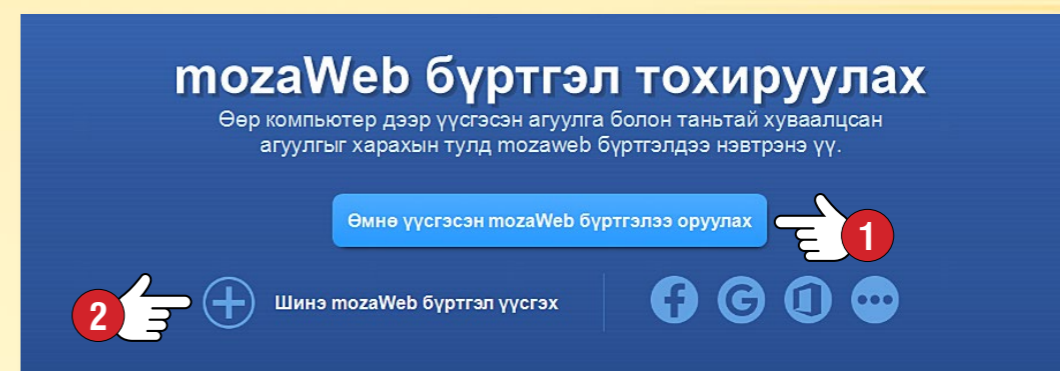 mozaWeb бүртгэл тохируулах
Өөр компьютер дээр үүсгэсэн агуулга болон таньтай хуваалцсан
агуулгыг харахын тулд mozaweb бүртгэлдээ нэвтрэнэ үү.
Өмнө үүсгэсэн mozaWeb бүртгэлээ оруулах
1
2
Шинэ mozaWeb бүртгэл үүсгэх